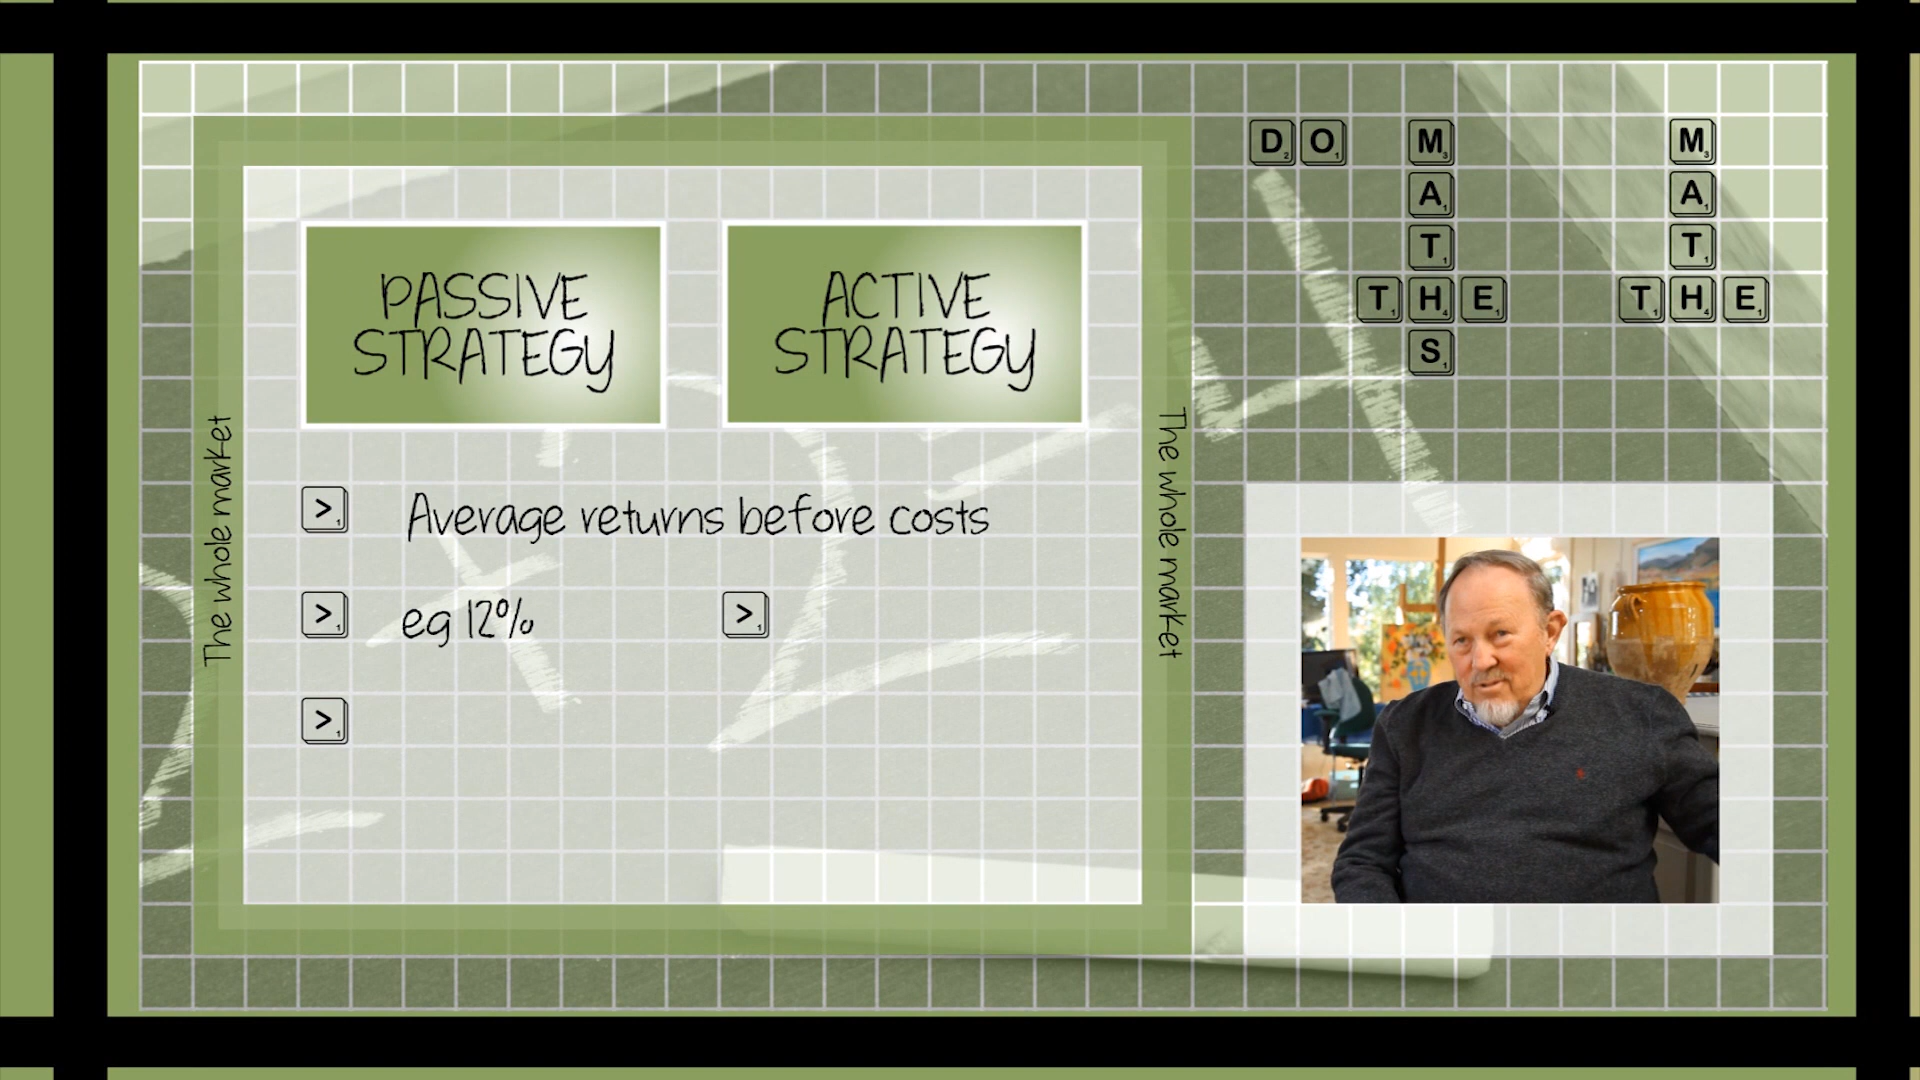 DO
MATHS
THE
MATH
THE
PASSIVE
STRATEGY
ACTIVE
STRATEGY
The whole market
The whole market
> Average returns before costs
> eg 12%
>
>